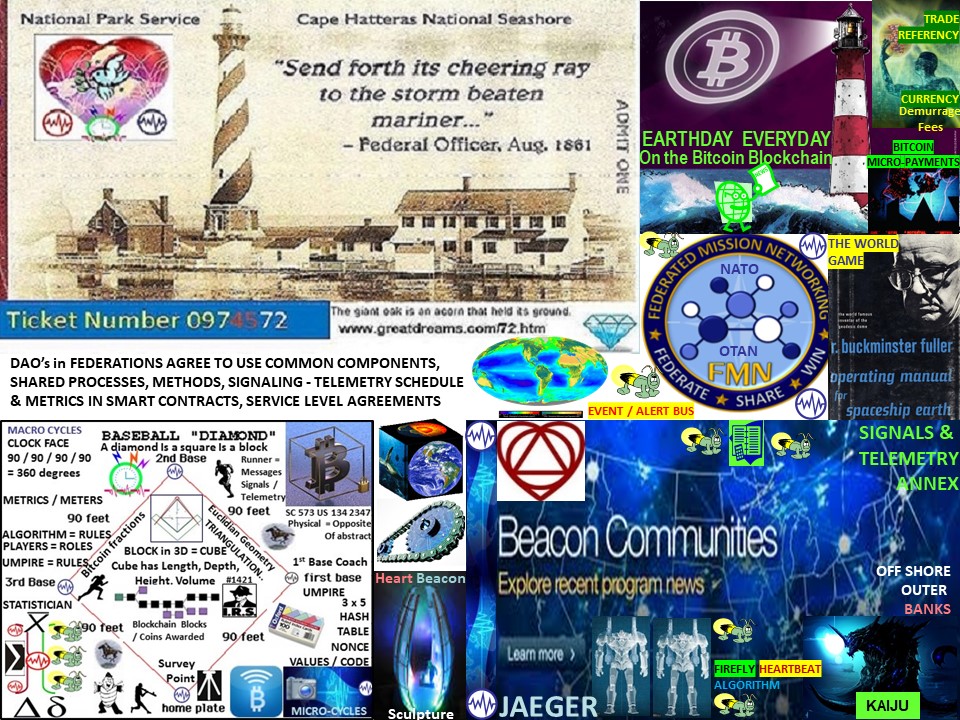 National Park Service
Cape Hatteras National Seashore
"Send forth its cheering ray
to the storm beaten
mariner..."
– Federal Officer, Aug. 1861
ADMIT ONE
Ticket Number 0974572
The giant oak is an acorn that held its ground.
www.greatdreams.com/72.htm
EARTHDAY EVERYDAY
On the Bitcoin Blockchain
NEWS
TRADE
REFERENCY
CURRENCY
Demurrage
Fees
BITCOIN
MICRO-PAYMENTS
FEDERATED MISSION NETWORKING
NATO
OTAN
FMN
FEDERATE ★ SHARE ★ WIN
THE WORLD
GAME
r. buckminster fuller
operating manual
for
spaceship earth
DAO's in FEDERATIONS AGREE TO USE COMMON COMPONENTS,
SHARED PROCESSES, METHODS, SIGNALING - TELEMETRY SCHEDULE
& METRICS IN SMART CONTRACTS, SERVICE LEVEL AGREEMENTS
EVENT / ALERT BUS
MACRO CYCLES
CLOCK FACE
90 / 90 / 90 / 90
= 360 degrees
BASEBALL "DIAMOND"
A diamond is a square is a block
2nd Base
Runner =
Messages
Signals /
Telemetry
90 feet
SC 573 US 134 2347
Physical = Opposite
Of abstract
METRICS / METERS
90 feet
ALGORITHM = RULES
PLAYERS = ROLES
UMPIRE = RULES
Bitcoin fractions
Euclidian Geometry
TRIANGULATION..
BLOCK in 3D = CUBE
Cube has Length, Depth,
Height. Volume
#1421
I.R.S.
1st Base Coach
first base
UMPIRE
3rd Base
STATISTICIAN
90 feet
Blockchain Blocks
/ Coins Awarded
90 feet
3 x 5
HASH
TABLE
NONCE
VALUES / CODE
Survey
Point
home plate
MICRO-CYCLES
Heart Beacon
Sculpture
SIGNALS &
TELEMETRY
ANNEX
Beacon Communities
Explore recent program news
Learn more ›
OFF SHORE
OUTER
BANKS
FIREFLY HEARTBEAT
ALGORITHM
JAEGER
KAIJU